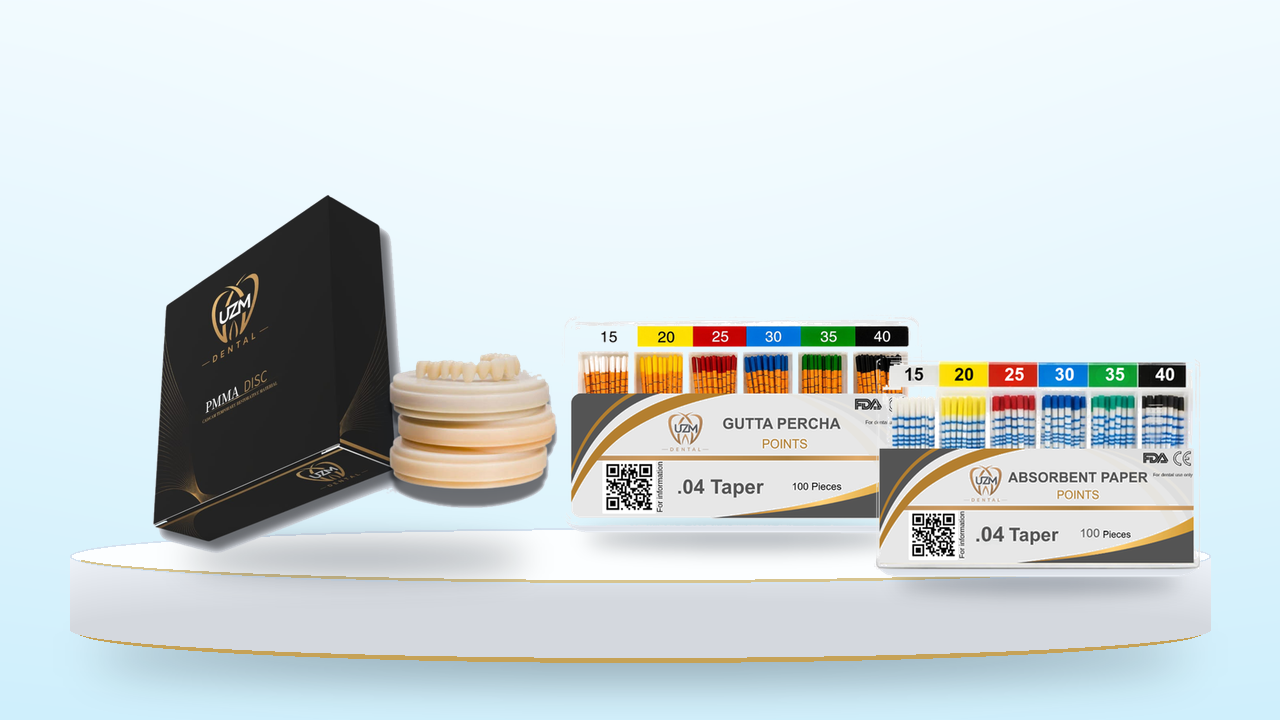 UZM
DENTAL
PMMA DISC
UZM
DENTAL
15 20 25 30 35 40
FDA
GUTTA PERCHA
POINTS
UZM
DENTAL
For information
.04 Taper
100 Pieces
15 20 25 30 35 40
FDA CE
For dental use only
ABSORBENT PAPER
POINTS
UZM
DENTAL
For information
.04 Taper
100 Pieces